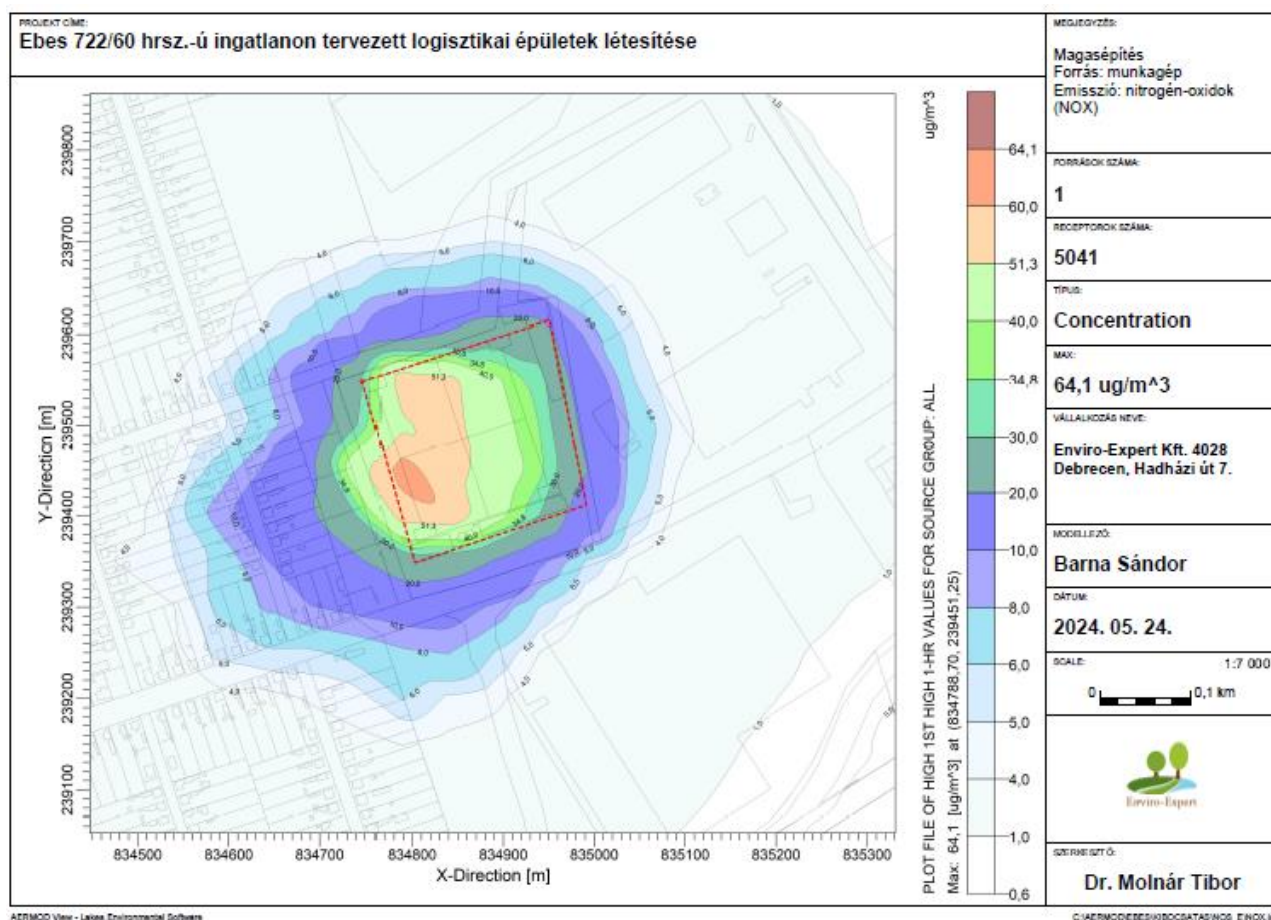 PROJEKT CÍME:
Ebes 722/60 hrsz.-ú ingatlanon tervezett logisztikai épületek létesítése
Y-Direction [m]
239800
239700
239600
239500
239400
239300
239200
239100
834500 834600 834700 834800 834900 835000 835100 835200 835300
X-Direction [m]
ug/m^3
PLOT FILE OF HIGH 1ST HIGH 1-HR VALUES FOR SOURCE GROUP: ALL
Max: 64,1 [ug/m^3] at (834788,70, 239451,25)
64,1
60,0
51,3
40,0
34,8
30,0
20,0
10,0
8,0
6,0
5,0
4,0
1,0
0,6
MEGJEGYZÉS:
Magasépítés
Forrás: munkagép
Emisszió: nitrogén-oxidok
(NOX)
FORRÁSOK SZÁMA:
1
RECEPTOROK SZÁMA:
5041
TÍPUS:
Concentration
MAX:
64,1 ug/m^3
VÁLLALKOZÁS NEVE:
Enviro-Expert Kft. 4028
Debrecen, Hadházi út 7.
MODELLEZŐ:
Barna Sándor
DÁTUM:
2024. 05. 24.
SCALE: 1:7 000
0 0,1 km
Enviro-Expert
SZERKESZTŐ:
Dr. Molnár Tibor
AERMOD View - Lakes Environmental Software